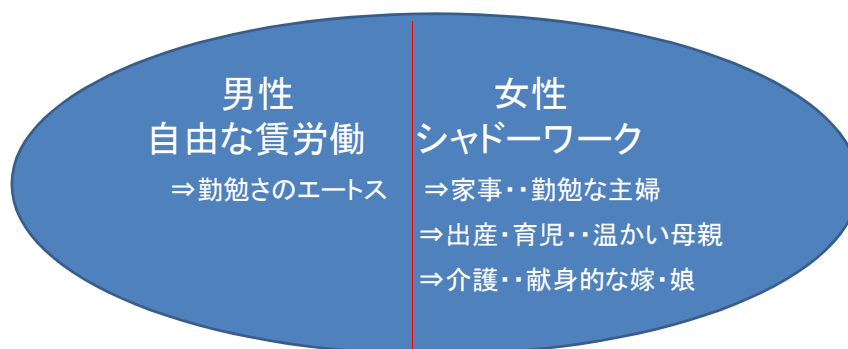 男性
自由な賃労働
⇒勤勉さのエートス
女性
シャドーワーク
⇒家事・・勤勉な主婦
⇒出産・育児・・温かい母親
⇒介護・・献身的な嫁・娘